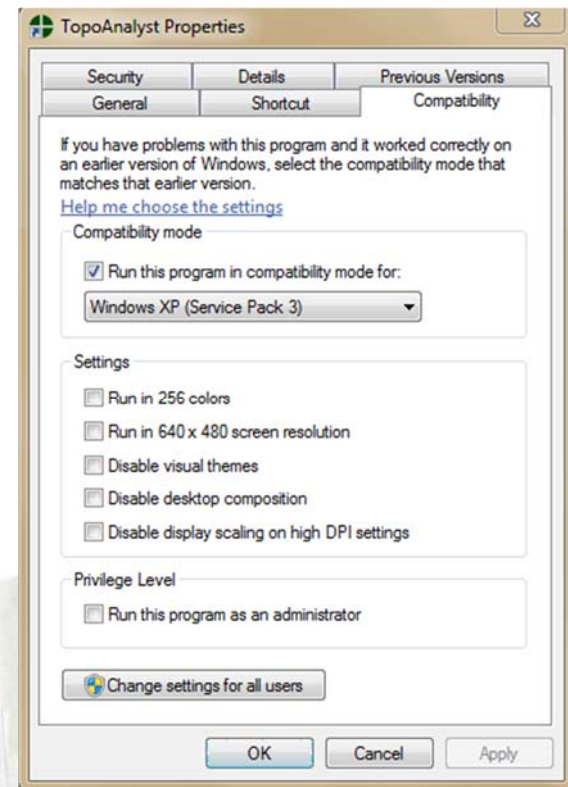 TopoAnalyst Properties
Security Details Previous Versions
General Shortcut Compatibility
If you have problems with this program and it worked correctly on
an earlier version of Windows, select the compatibility mode that
matches that earlier version.
Help me choose the settings
Compatibility mode
Run this program in compatibility mode for:
Windows XP (Service Pack 3)
Settings
Run in 256 colors
Run in 640 x 480 screen resolution
Disable visual themes
Disable desktop composition
Disable display scaling on high DPI settings
Privilege Level
Run this program as an administrator
Change settings for all users
OK Cancel Apply